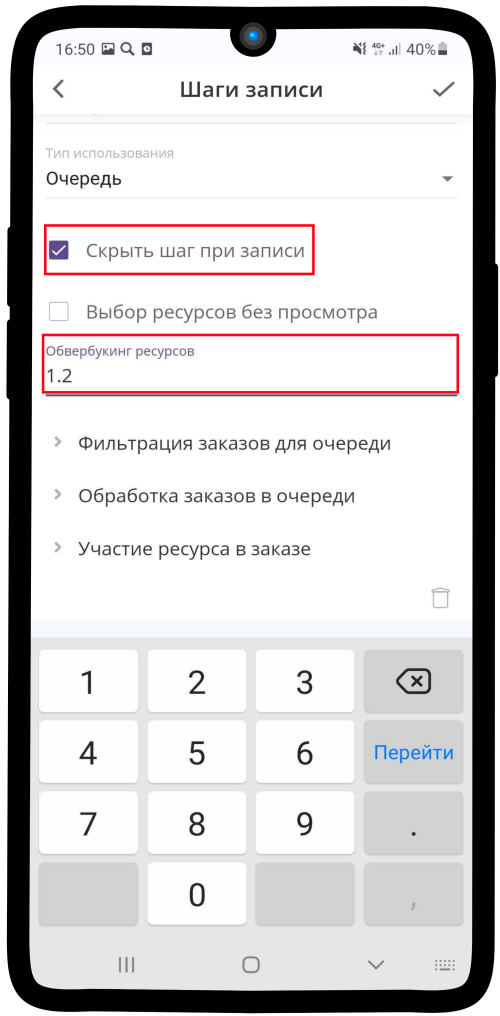 16:50 4G+ 40%
Шаги записи
Тип использования
Очередь
Скрыть шаг при записи
Выбор ресурсов без просмотра
Обвербукинг ресурсов
1.2
Фильтрация заказов для очереди
Обработка заказов в очереди
Участие ресурса в заказе
1 2 3
4 5 6 Перейти
7 8 9 .
0 ,